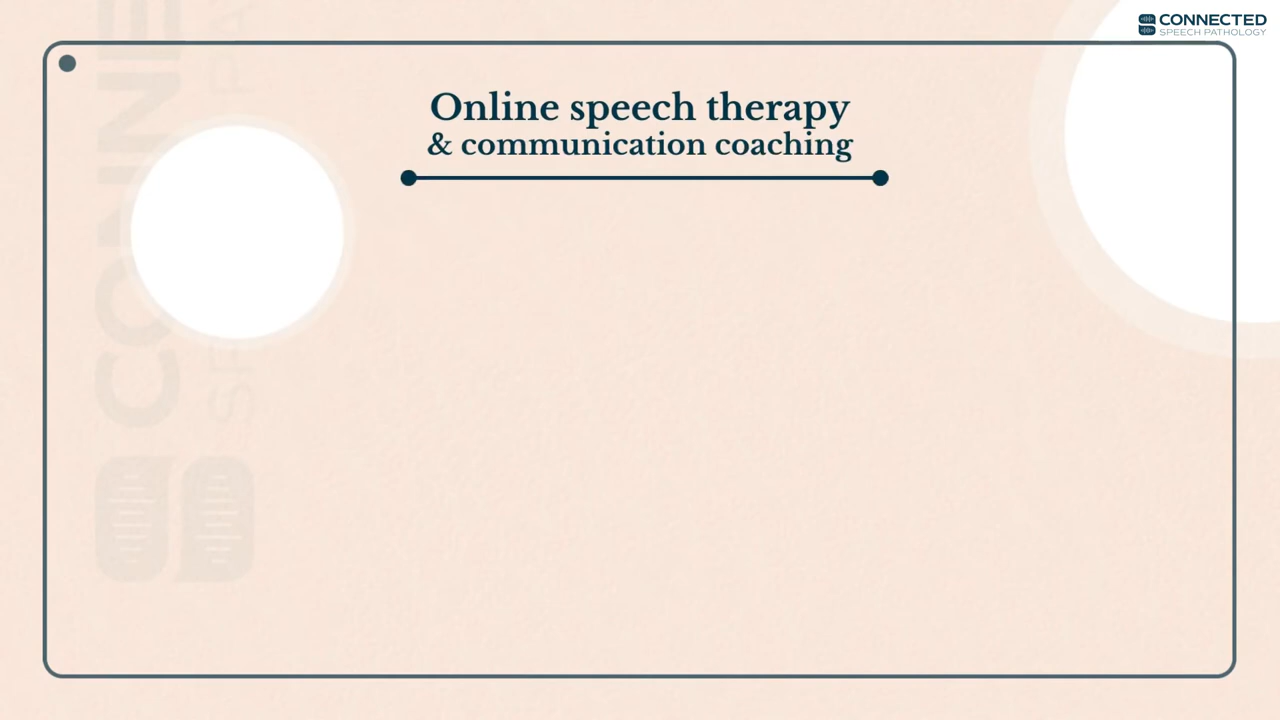 CONNECTED
SPEECH PATHOLOGY
Online speech therapy
& communication coaching